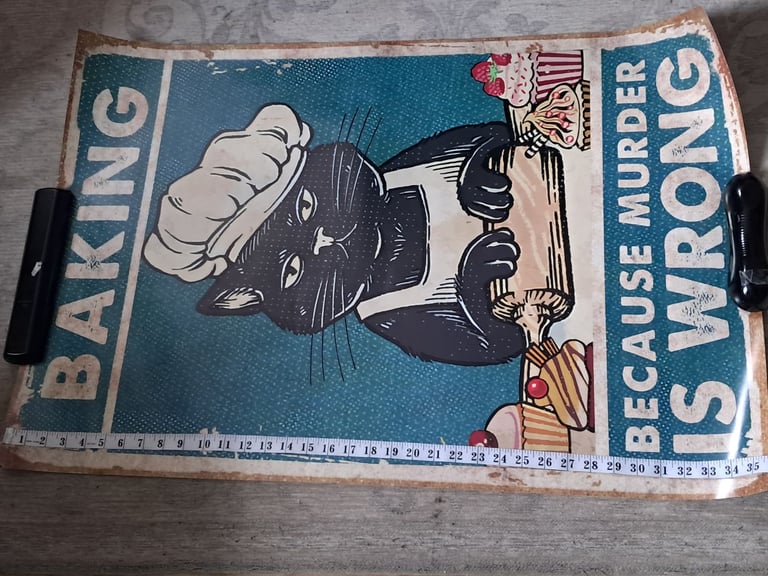 BAKING
BECAUSE MURDER
IS WRONG
1 2 3 4 5 6 7 8 9 10 11 12 13 14 15 16 17 18 19 20 21 22 23 24 25 26 27 28 29 30 31 32 33 34 35